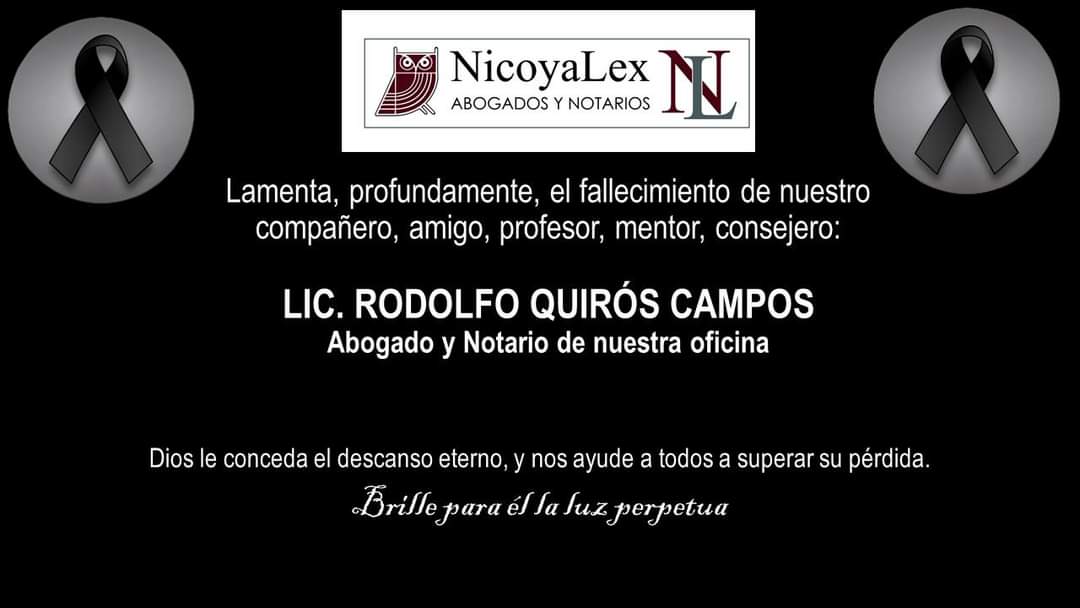 NicoyaLex
ABOGADOS Y NOTARIOS
NL
Lamenta, profundamente, el fallecimiento de nuestro
compañero, amigo, profesor, mentor, consejero:
LIC. RODOLFO QUIRÓS CAMPOS
Abogado y Notario de nuestra oficina
Dios le conceda el descanso eterno, y nos ayude a todos a superar su pérdida.
Brille para él la luz perpetua